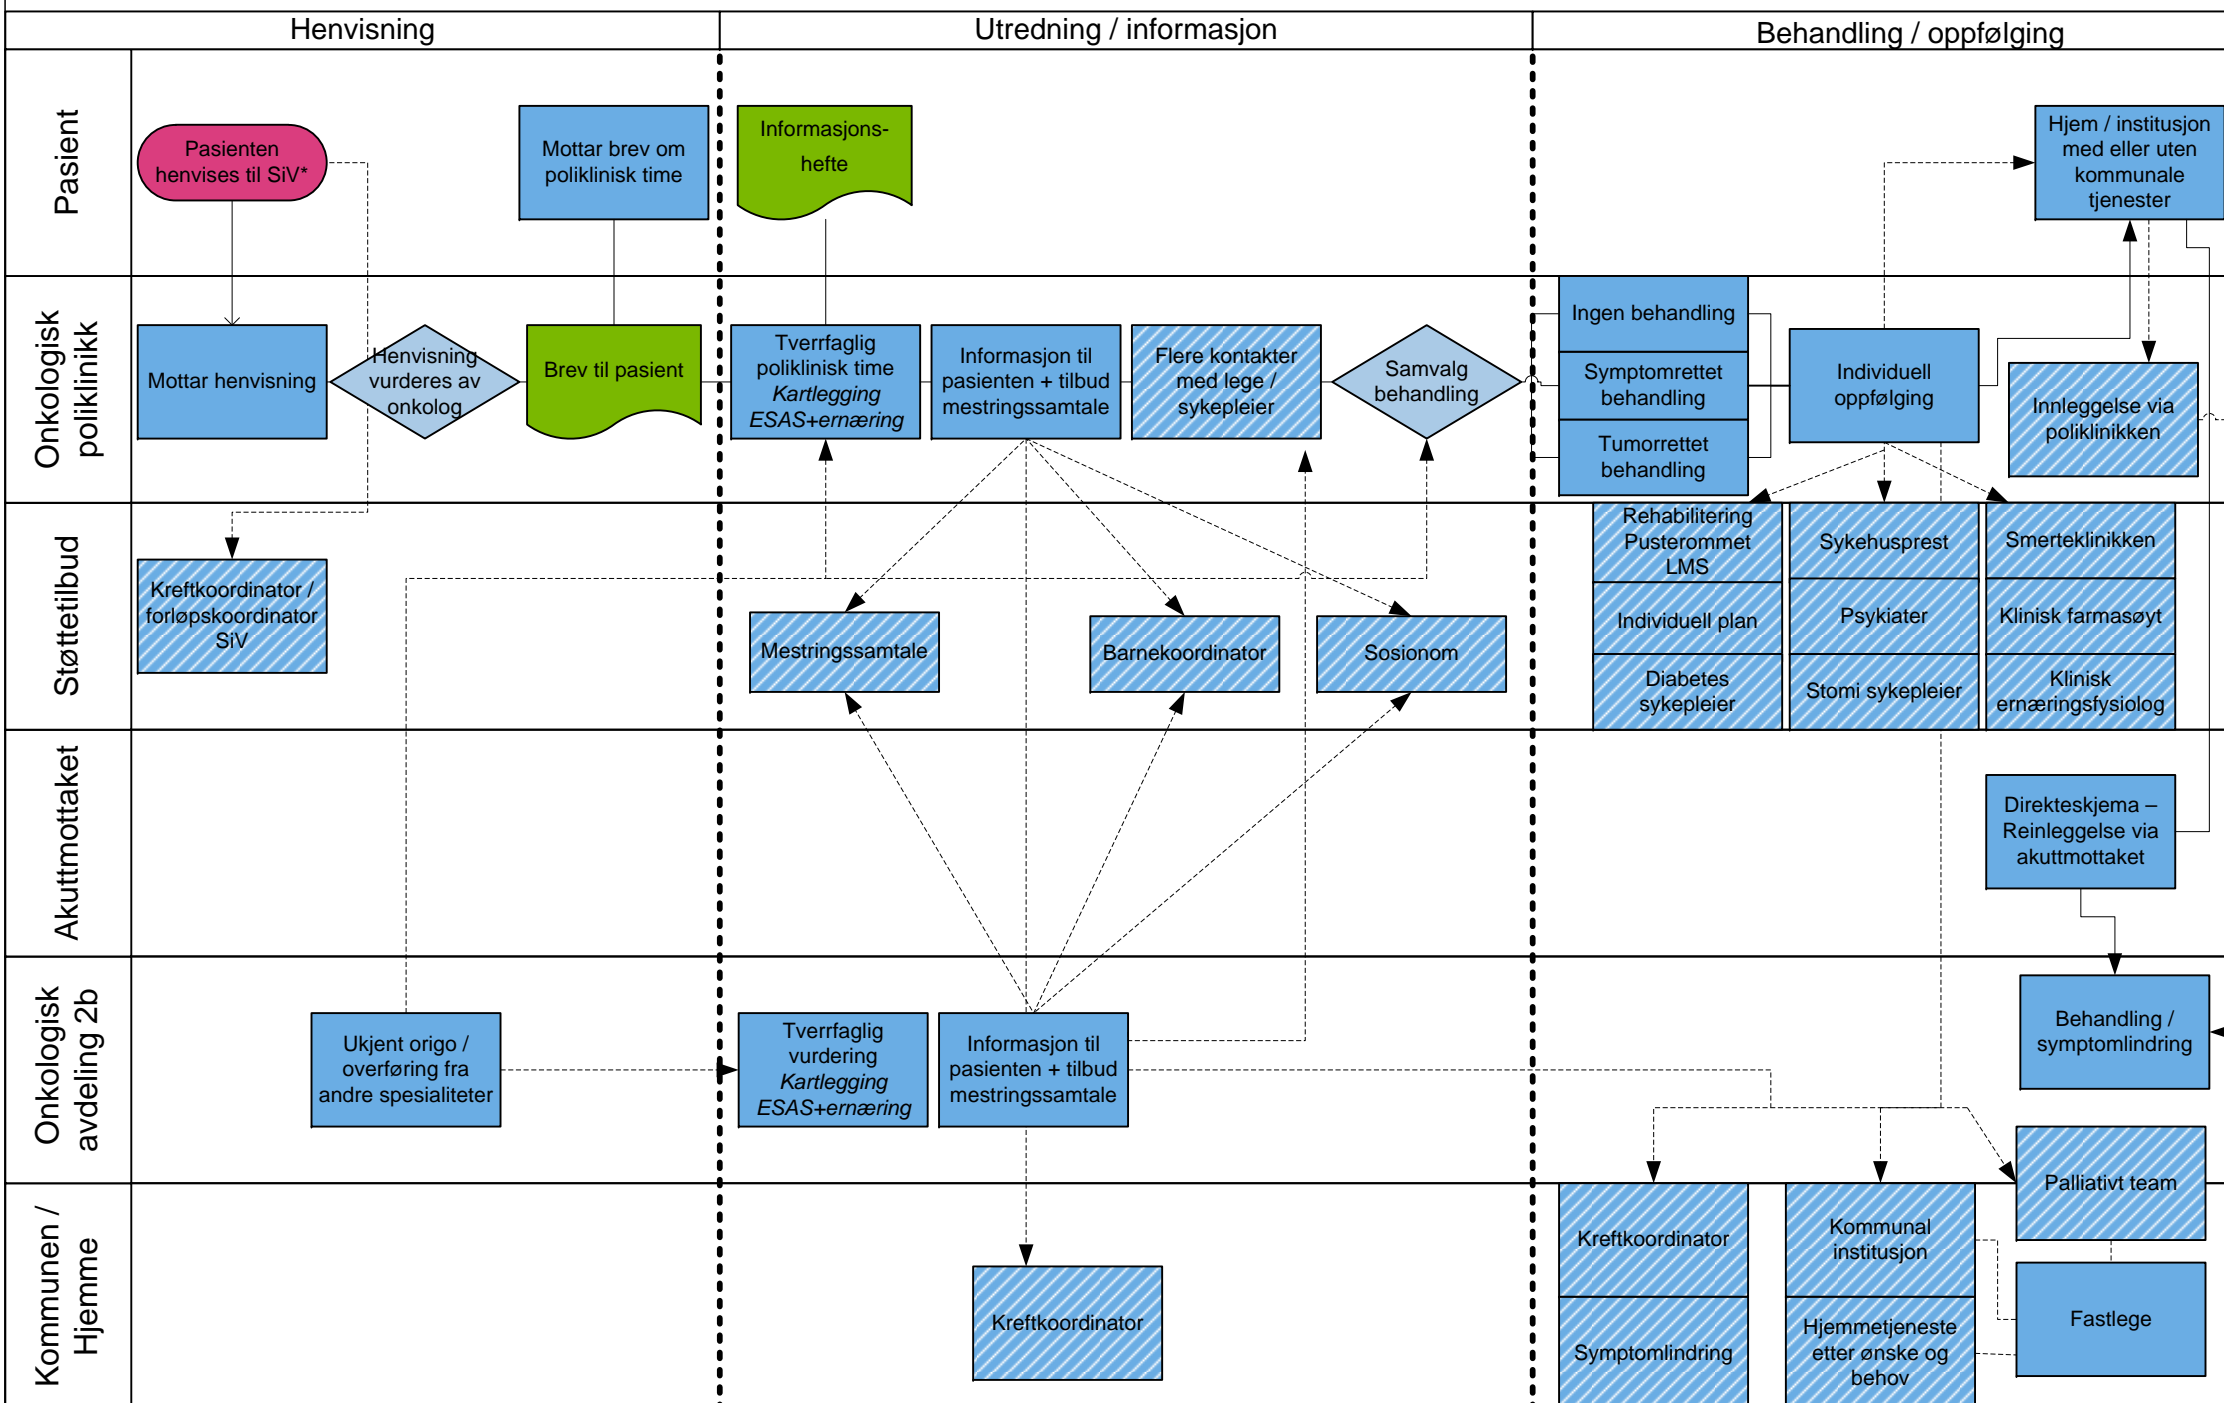 Henvisning
Utredning / informasjon
Behandling / oppfølging
Pasient
Pasienten
henvises til SiV*
Mottar brev om
poliklinisk time
Informasjons-
hefte
Hjem / institusjon
med eller uten
kommunale
tjenester
Onkologisk
poliklinikk
Mottar henvisning
Henvisning
vurderes av
onkolog
Brev til pasient
Tverrfaglig
poliklinisk time
Kartlegging
ESAS+ernæring
Informasjon til
pasienten + tilbud
mestringssamtale
Flere kontakter
med lege /
sykepleier
Samvalg
behandling
Ingen behandling
Symptomrettet
behandling
Tumorrettet
behandling
Individuell
oppfølging
Innleggelse via
poliklinikken
Støttetilbud
Kreftkoordinator /
forløpskoordinator
SiV
Mestringssamtale
Barnekoordinator
Sosionom
Rehabilitering
Pusterommet
LMS
Individuell plan
Diabetes
sykepleier
Sykehusprest
Psykiater
Stomi sykepleier
Smerteklinikken
Klinisk farmasøyt
Klinisk
ernæringsfysiolog
Akuttmottaket
Direkteskjema –
Reinleggelse via
akuttmottaket
Onkologisk
avdeling 2b
Ukjent origo /
overføring fra
andre spesialiteter
Tverrfaglig
vurdering
Kartlegging
ESAS+ernæring
Informasjon til
pasienten + tilbud
mestringssamtale
Behandling /
symptomlindring
Palliativt team
Kommunen /
Hjemme
Kreftkoordinator
Kreftkoordinator
Symptomlindring
Kommunal
institusjon
Hjemmetjeneste
etter ønske og
behov
Fastlege